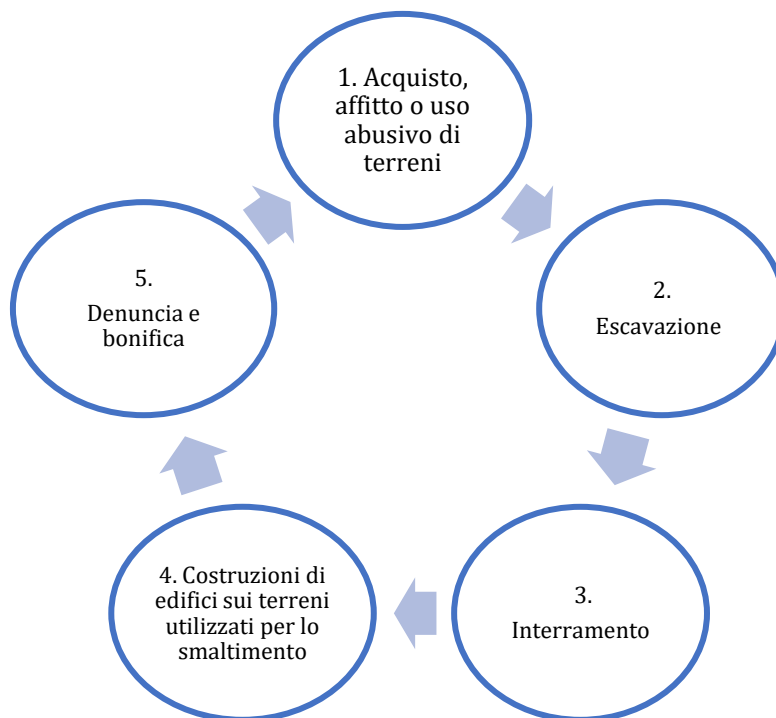 1. Acquisto,
affitto o uso
abusivo di
terreni
2.
Escavazione
3.
Interramento
4. Costruzioni di
edifici sui terreni
utilizzati per lo
smaltimento
5.
Denuncia e
bonifica